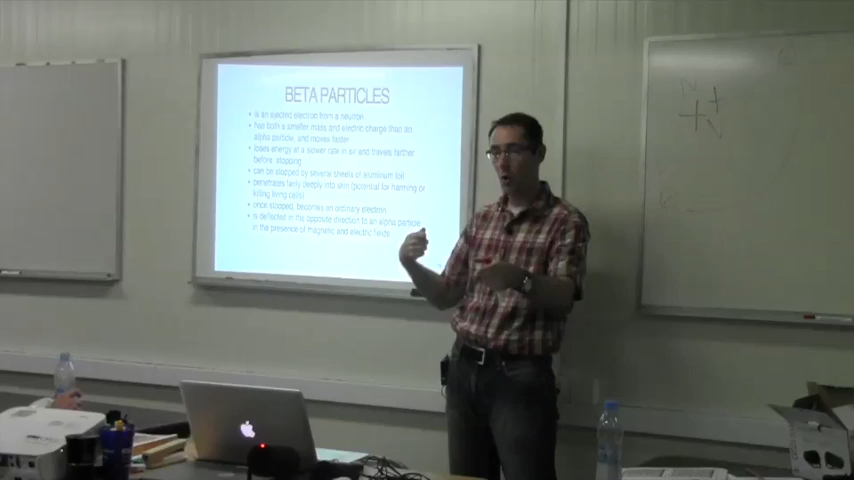 BETA PARTICLES
• is an ejected electron from a neutron
• has both a smaller mass and electric charge than an
alpha particle, and moves faster
• loses energy at a slower rate in air and travels farther
before stopping
• can be stopped by several sheets of aluminum foil
• penetrates fairly deeply into skin (potential for harming or
killing living cells)
• once stopped, becomes an ordinary electron
• is deflected in the opposite direction to an alpha particle
in the presence of magnetic and electric fields